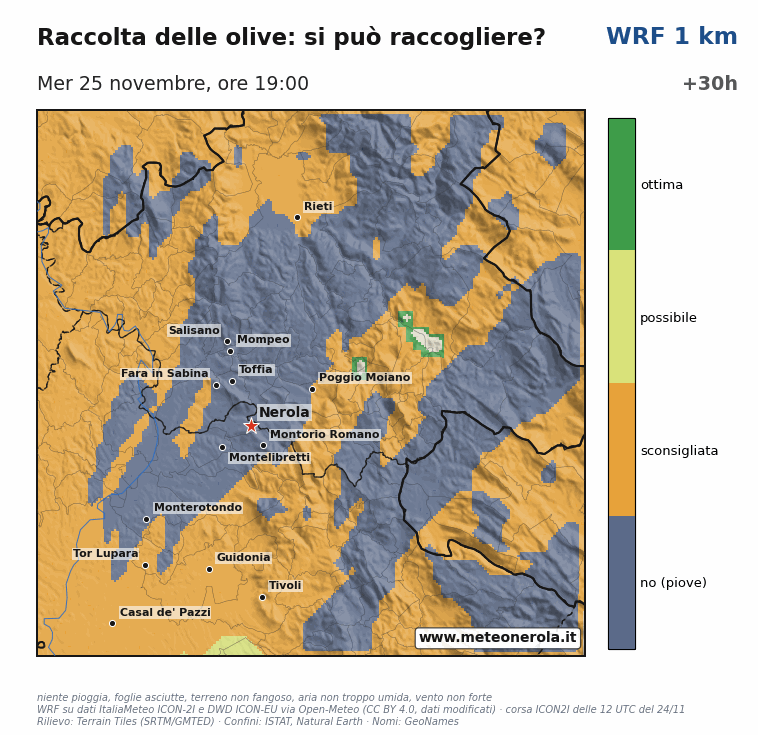 Raccolta delle olive: si può raccogliere?
WRF 1 km
Mer 25 novembre, ore 19:00
+30h
ottima
Rieti
possibile
Salisano
Mompeo
Toffia
Fara in Sabina
Poggio Moiano
Nerola
Montorio Romano
sconsigliata
Montelibretti
Monterotondo
Tor Lupara
Guidonia
no (piove)
Tivoli
Casal de' Pazzi
www.meteonerola.it
niente pioggia, foglie asciutte, terreno non fangoso, aria non troppo umida, vento non forte
WRF su dati ItaliaMeteo ICON-2I e DWD ICON-EU via Open-Meteo (CC BY 4.0, dati modificati) · corsa ICON2I delle 12 UTC del 24/11
Rilievo: Terrain Tiles (SRTM/GMTED) · Confini: ISTAT, Natural Earth · Nomi: GeoNames